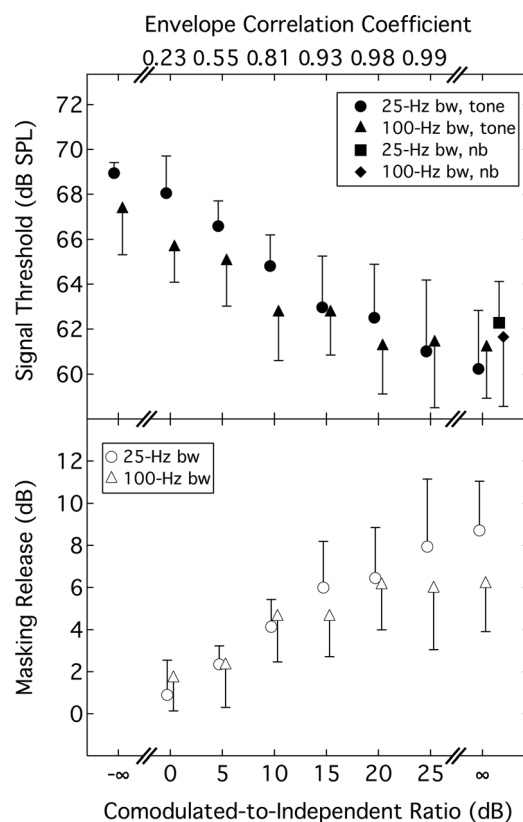 Envelope Correlation Coefficient
0.23 0.55 0.81 0.93 0.98 0.99
72
70
68
66
64
62
60
Signal Threshold (dB SPL)
25-Hz bw, tone
100-Hz bw, tone
25-Hz bw, nb
100-Hz bw, nb
12
10
8
6
4
2
0
Masking Release (dB)
25-Hz bw
100-Hz bw
-∞ 0 5 10 15 20 25 ∞
Comodulated-to-Independent Ratio (dB)